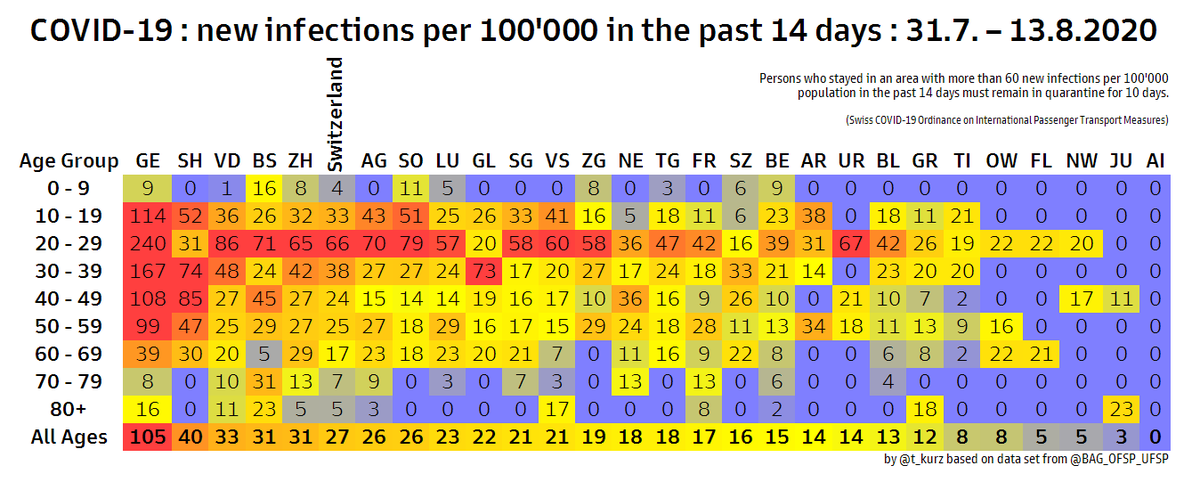 COVID-19 : new infections per 100'000 in the past 14 days : 31.7. – 13.8.2020
Persons who stayed in an area with more than 60 new infections per 100'000
population in the past 14 days must remain in quarantine for 10 days.
(Swiss COVID-19 Ordinance on International Passenger Transport Measures)
Age Group GE SH VD BS ZH Switzerland AG SO LU GL SG VS ZG NE TG FR SZ BE AR UR BL GR TI OW FL NW JU AI
0 - 9 9 0 1 16 8 4 0 11 5 0 0 0 8 0 3 0 6 9 0 0 0 0 0 0 0 0 0 0
10 - 19 114 52 36 26 32 33 43 51 25 26 33 41 16 5 18 11 6 23 38 0 18 11 21 0 0 0 0 0
20 - 29 240 31 86 71 65 66 70 79 57 20 58 60 58 36 47 42 16 39 31 67 42 26 19 22 22 20 0 0
30 - 39 167 74 48 24 42 38 27 27 24 73 17 20 27 17 24 18 33 21 14 0 23 20 20 0 0 0 0 0
40 - 49 108 85 27 45 27 24 15 14 14 19 16 17 10 36 16 9 26 10 0 21 10 7 2 0 0 17 11 0
50 - 59 99 47 25 29 27 25 27 18 29 16 17 15 29 24 18 28 11 13 34 18 11 13 9 16 0 0 0 0
60 - 69 39 30 20 5 29 17 23 18 23 20 21 7 0 11 16 9 22 8 0 0 6 8 2 22 21 0 0 0
70 - 79 8 0 10 31 13 7 9 0 3 0 7 3 0 13 0 13 0 6 0 0 4 0 0 0 0 0 0 0
80+ 16 0 11 23 5 5 3 0 0 0 0 17 0 0 0 8 0 2 0 0 0 18 0 0 0 0 23 0
All Ages 105 40 33 31 31 27 26 26 23 22 21 21 19 18 18 17 16 15 14 14 13 12 8 8 5 5 3 0
by @t_kurz based on data set from @BAG_OFSP_UFSP